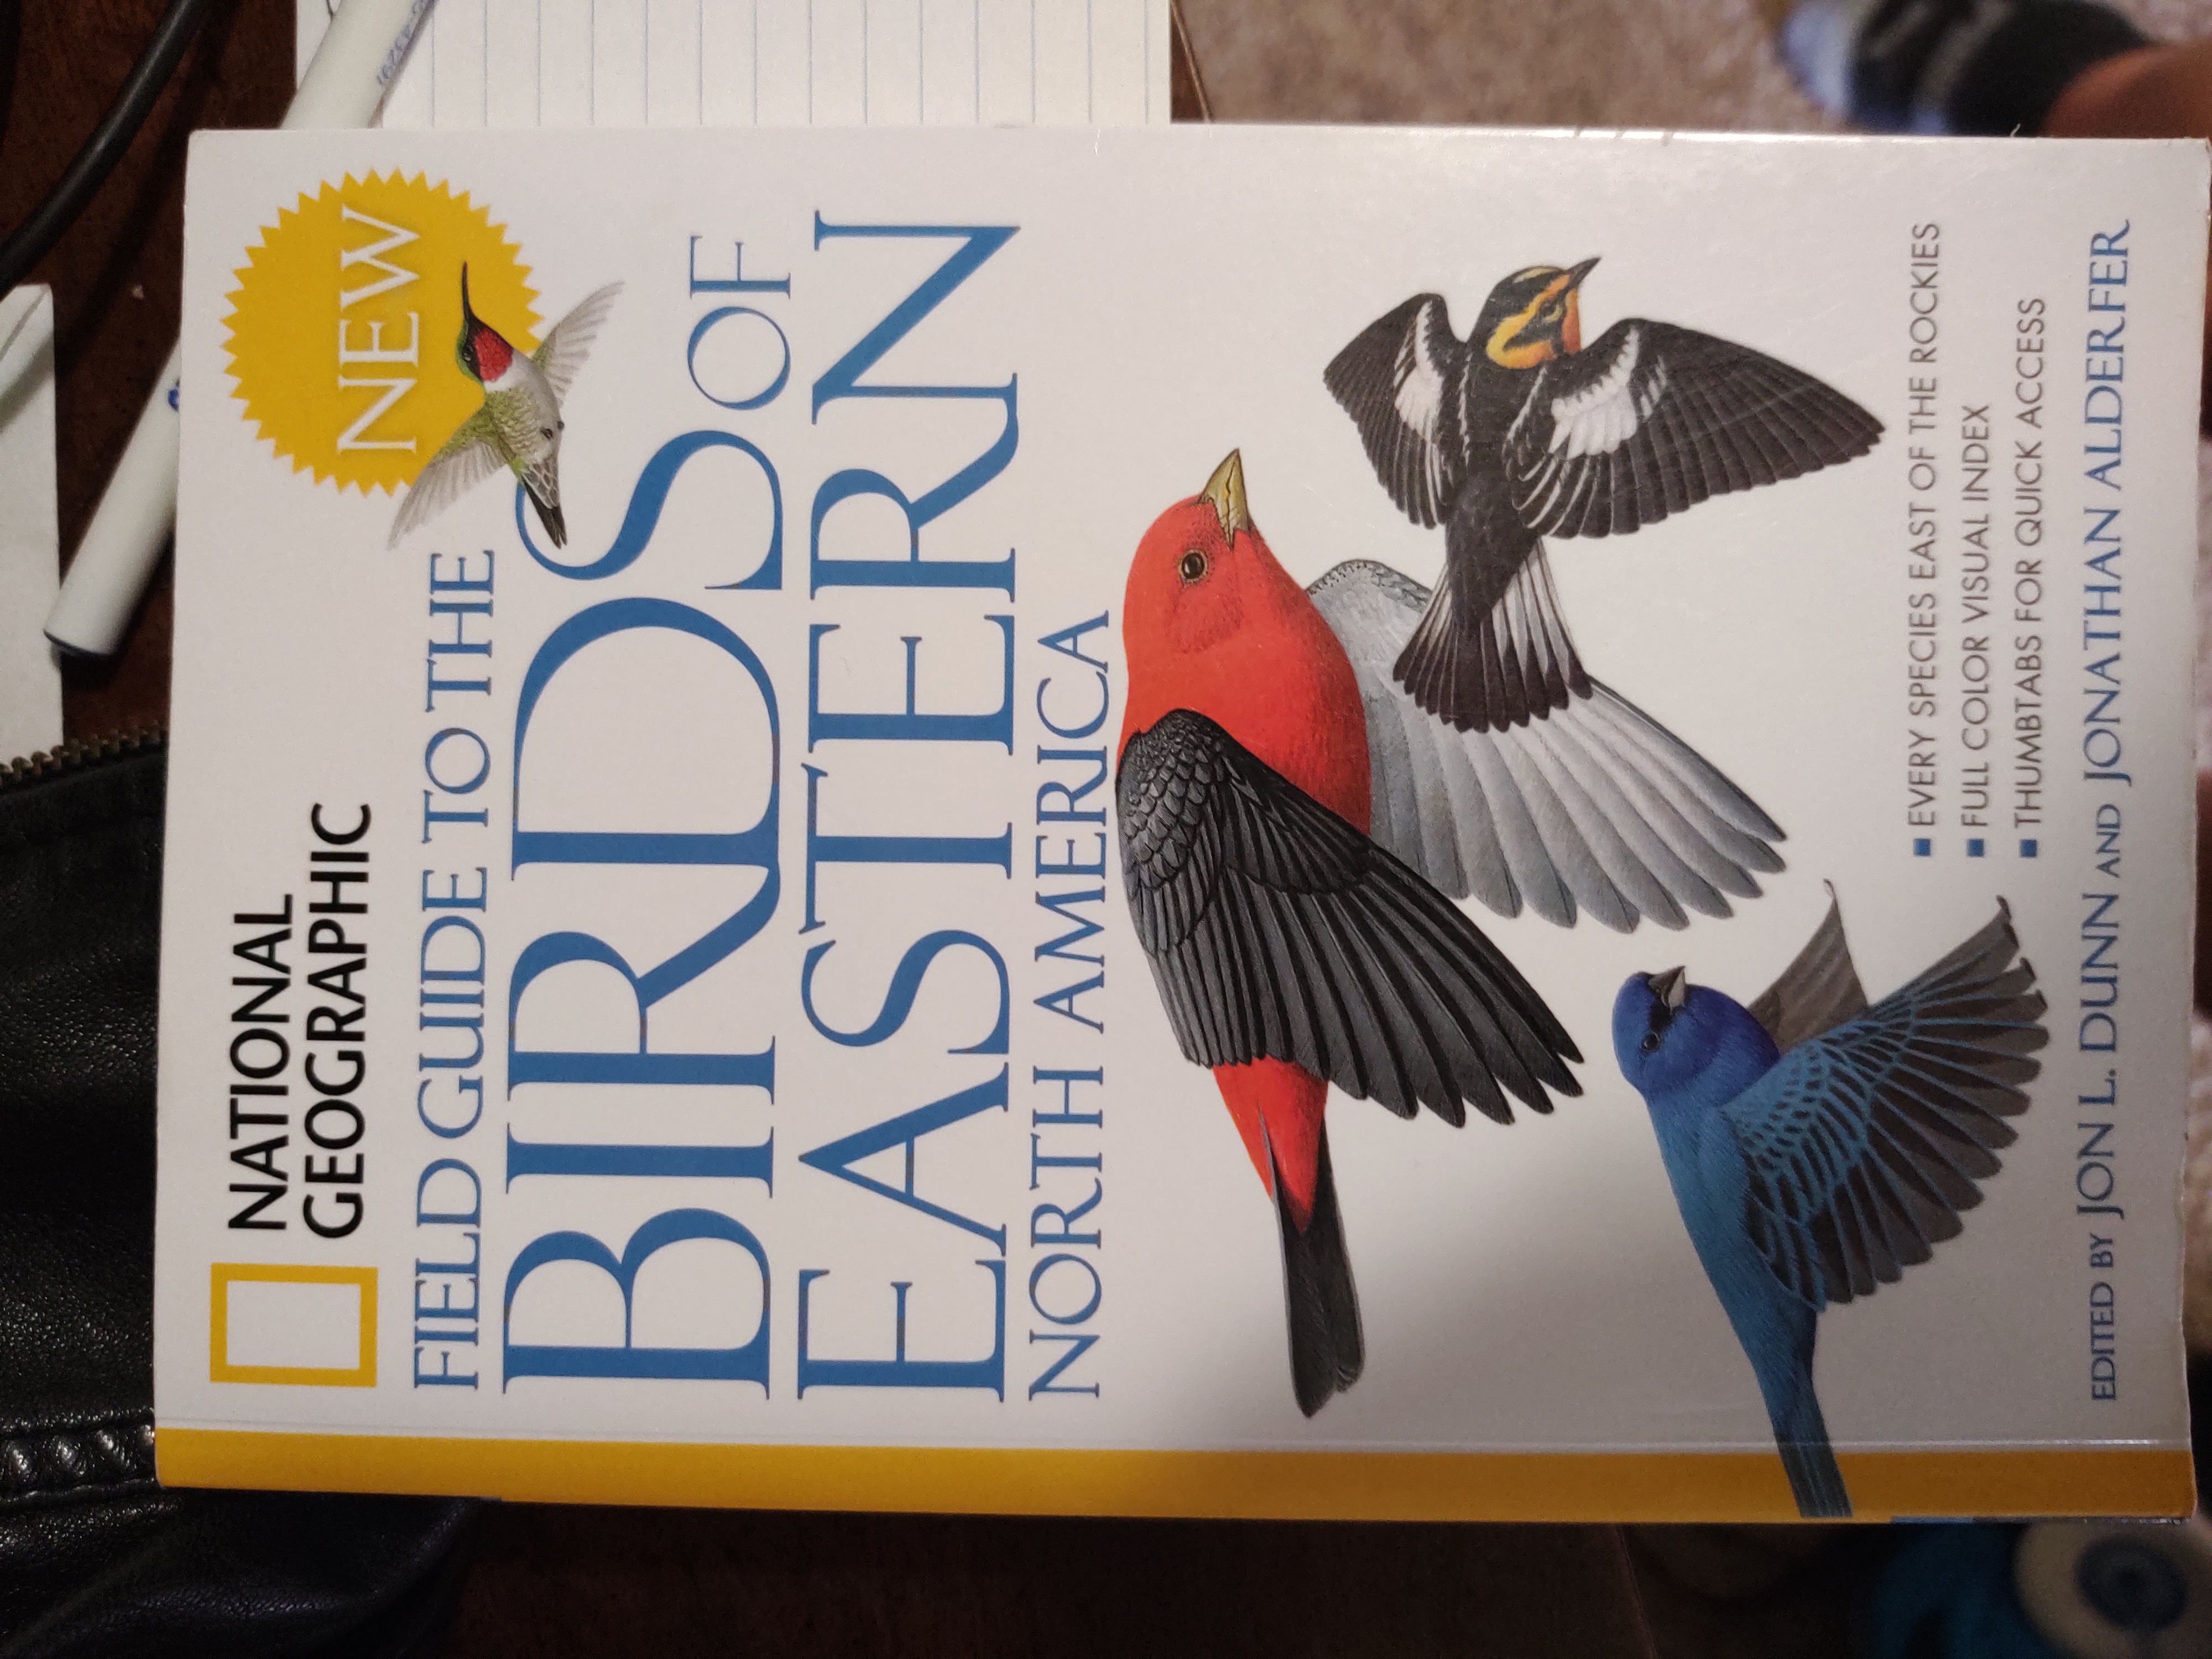 NATIONAL
GEOGRAPHIC
NEW
FIELD GUIDE TO THE
BIRDS OF
EASTERN
NORTH AMERICA
■ EVERY SPECIES EAST OF THE ROCKIES
■ FULL COLOR VISUAL INDEX
■ THUMBTABS FOR QUICK ACCESS
EDITED BY JON L. DUNN AND JONATHAN ALDERFER